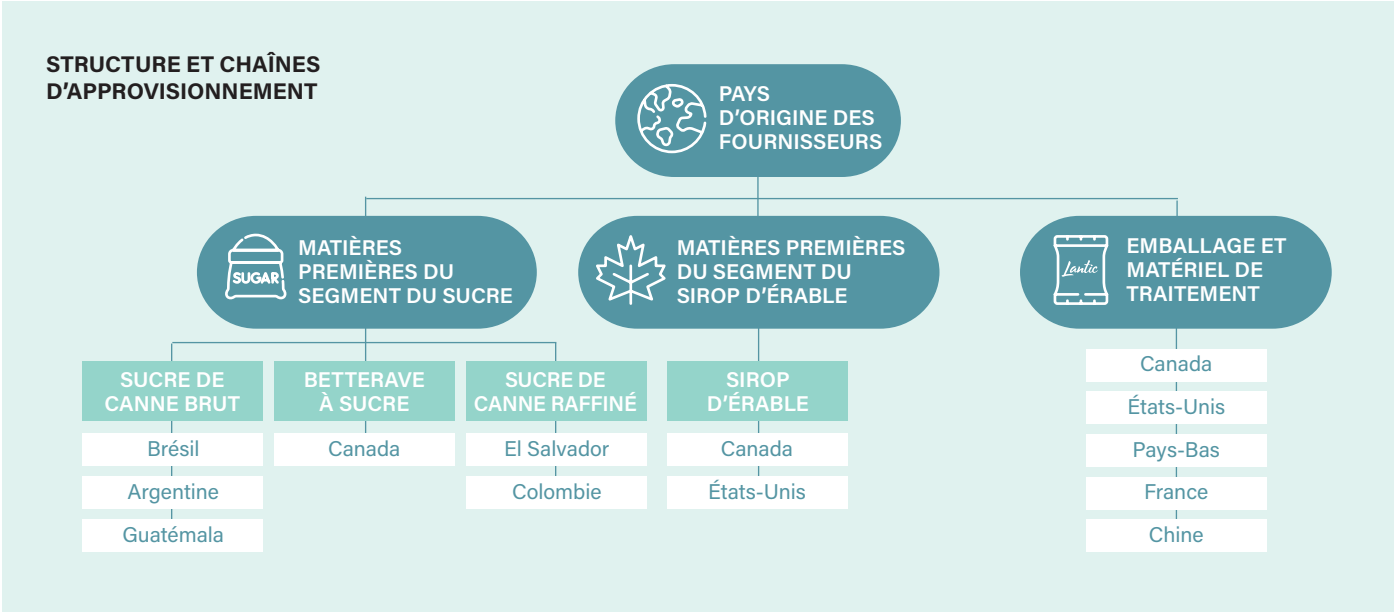 STRUCTURE ET CHAÎNES
D'APPROVISIONNEMENT
PAYS
D'ORIGINE DES
FOURNISSEURS
SUGAR
MATIÈRES
PREMIÈRES DU
SEGMENT DU SUCRE
MATIÈRES PREMIÈRES
DU SEGMENT DU
SIROP D'ÉRABLE
Lantic
EMBALLAGE ET
MATÉRIEL DE
TRAITEMENT
SUCRE DE
CANNE BRUT
Brésil
Argentine
Guatémala
BETTERAVE
À SUCRE
Canada
SUCRE DE
CANNE RAFFINÉ
El Salvador
Colombie
SIROP
D'ÉRABLE
Canada
États-Unis
Canada
États-Unis
Pays-Bas
France
Chine